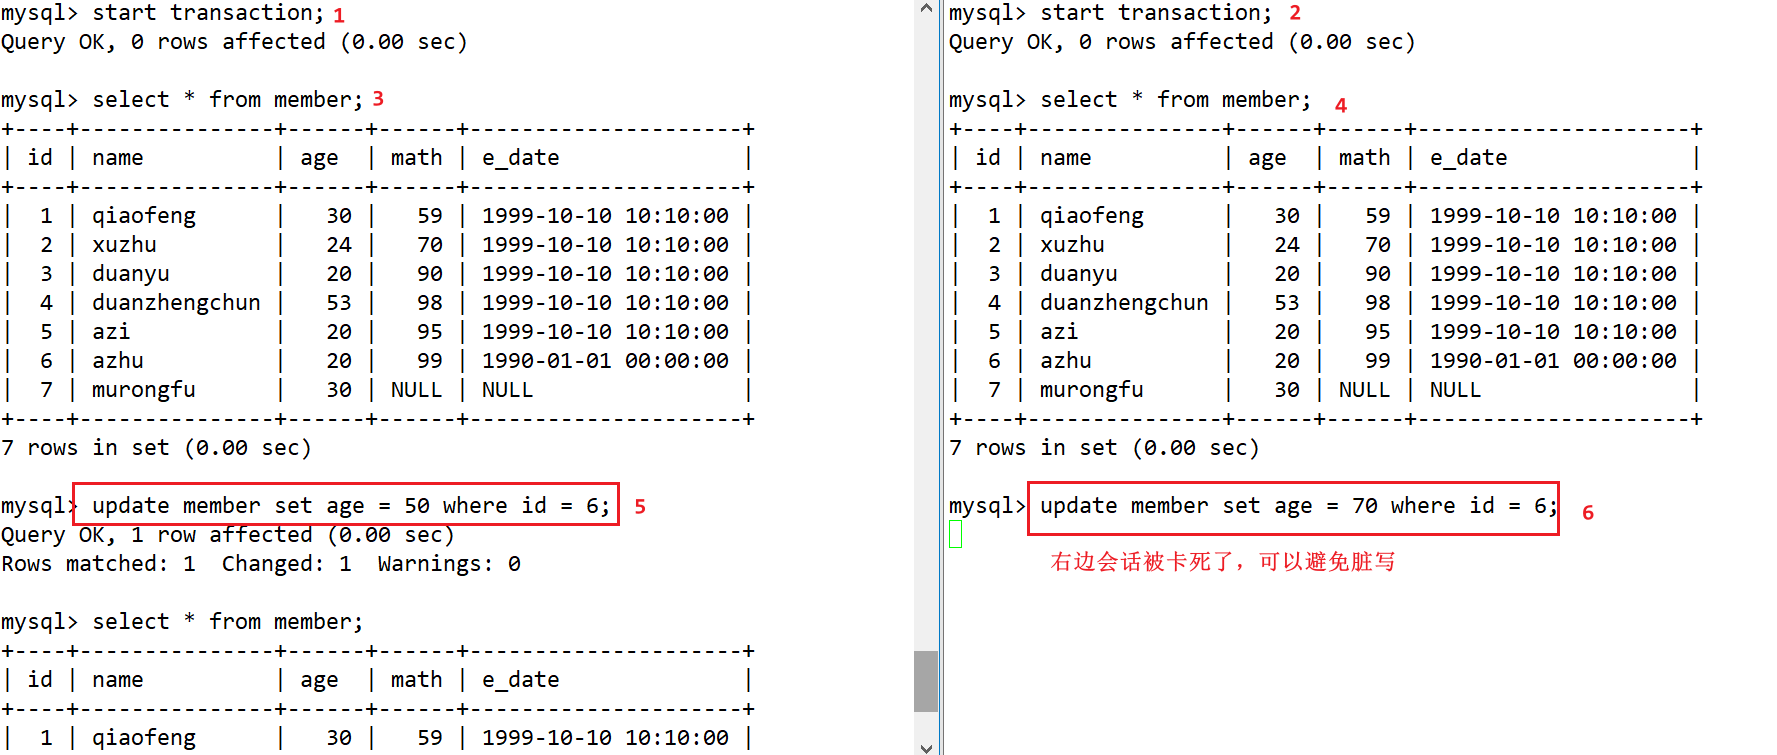 mysql> start transaction; 1
Query OK, 0 rows affected (0.00 sec)
mysql> select * from member; 3
+----+---------------+------+------+---------------------+
| id | name          | age  | math | e_date              |
+----+---------------+------+------+---------------------+
|  1 | qiaofeng      |   30 |   59 | 1999-10-10 10:10:00 |
|  2 | xuzhu         |   24 |   70 | 1999-10-10 10:10:00 |
|  3 | duanyu        |   20 |   90 | 1999-10-10 10:10:00 |
|  4 | duanzhengchun |   53 |   98 | 1999-10-10 10:10:00 |
|  5 | azi           |   20 |   95 | 1999-10-10 10:10:00 |
|  6 | azhu          |   20 |   99 | 1990-01-01 00:00:00 |
|  7 | murongfu      |   30 | NULL | NULL                |
+----+---------------+------+------+---------------------+
7 rows in set (0.00 sec)
mysql> update member set age = 50 where id = 6; 5
Query OK, 1 row affected (0.00 sec)
Rows matched: 1  Changed: 1  Warnings: 0
mysql> select * from member;
+----+---------------+------+------+---------------------+
| id | name          | age  | math | e_date              |
+----+---------------+------+------+---------------------+
|  1 | qiaofeng      |   30 |   59 | 1999-10-10 10:10:00 |
mysql> start transaction; 2
Query OK, 0 rows affected (0.00 sec)
mysql> select * from member; 4
+----+---------------+------+------+---------------------+
| id | name          | age  | math | e_date              |
+----+---------------+------+------+---------------------+
|  1 | qiaofeng      |   30 |   59 | 1999-10-10 10:10:00 |
|  2 | xuzhu         |   24 |   70 | 1999-10-10 10:10:00 |
|  3 | duanyu        |   20 |   90 | 1999-10-10 10:10:00 |
|  4 | duanzhengchun |   53 |   98 | 1999-10-10 10:10:00 |
|  5 | azi           |   20 |   95 | 1999-10-10 10:10:00 |
|  6 | azhu          |   20 |   99 | 1990-01-01 00:00:00 |
|  7 | murongfu      |   30 | NULL | NULL                |
+----+---------------+------+------+---------------------+
7 rows in set (0.00 sec)
mysql> update member set age = 70 where id = 6; 6
右边会话被卡死了，可以避免脏写